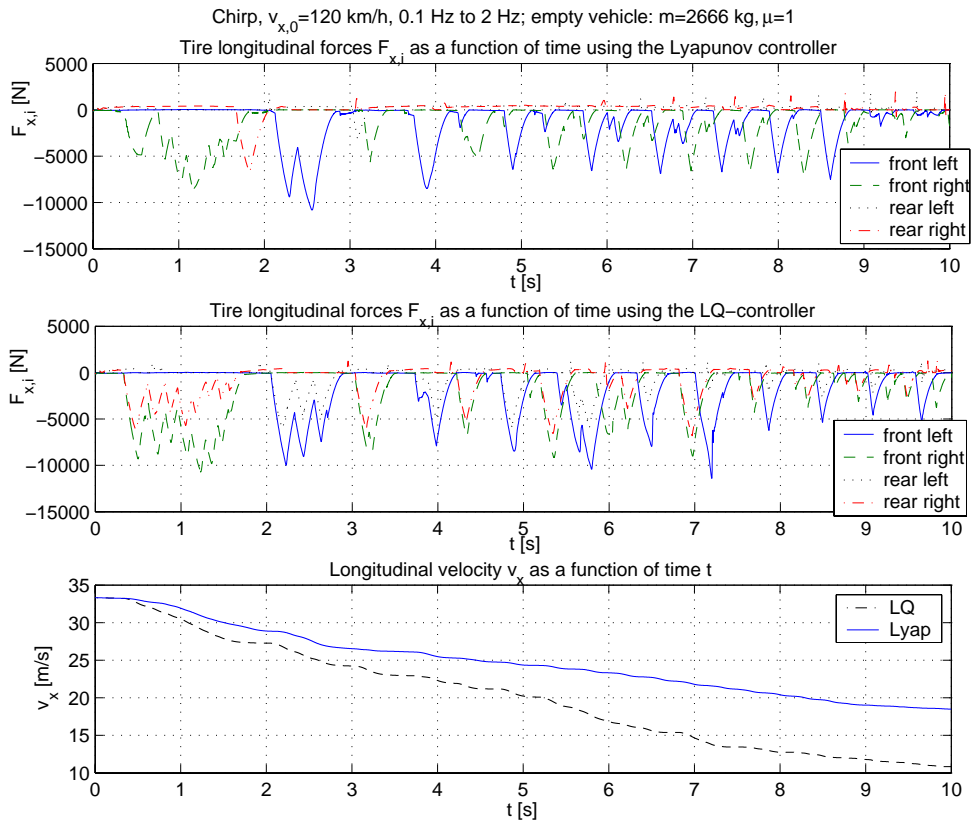 Chirp, v_{x,0}=120 km/h, 0.1 Hz to 2 Hz; empty vehicle: m=2666 kg, μ=1
Tire longitudinal forces F_{x,i} as a function of time using the Lyapunov controller
5000
0
−5000
−10000
−15000
F_{x,i} [N]
front left
front right
rear left
rear right
0 1 2 3 4 5 6 7 8 9 10
t [s]
Tire longitudinal forces F_{x,i} as a function of time using the LQ−controller
5000
0
−5000
−10000
−15000
F_{x,i} [N]
front left
front right
rear left
rear right
0 1 2 3 4 5 6 7 8 9 10
t [s]
Longitudinal velocity v_x as a function of time t
35
30
25
20
15
10
v_x [m/s]
LQ
Lyap
0 1 2 3 4 5 6 7 8 9 10
t [s]